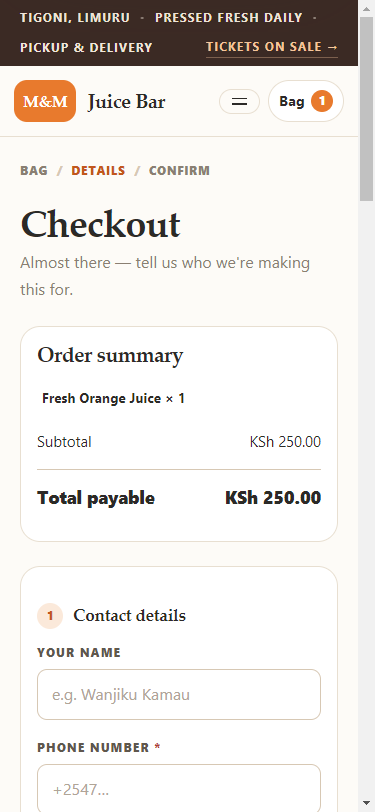 TIGONI, LIMURU · PRESSED FRESH DAILY ·
PICKUP & DELIVERY TICKETS ON SALE →
M&M Juice Bar Bag 1
BAG / DETAILS / CONFIRM
Checkout
Almost there — tell us who we're making
this for.
Order summary
Fresh Orange Juice × 1
Subtotal KSh 250.00
Total payable KSh 250.00
1 Contact details
YOUR NAME
e.g. Wanjiku Kamau
PHONE NUMBER *
+2547...